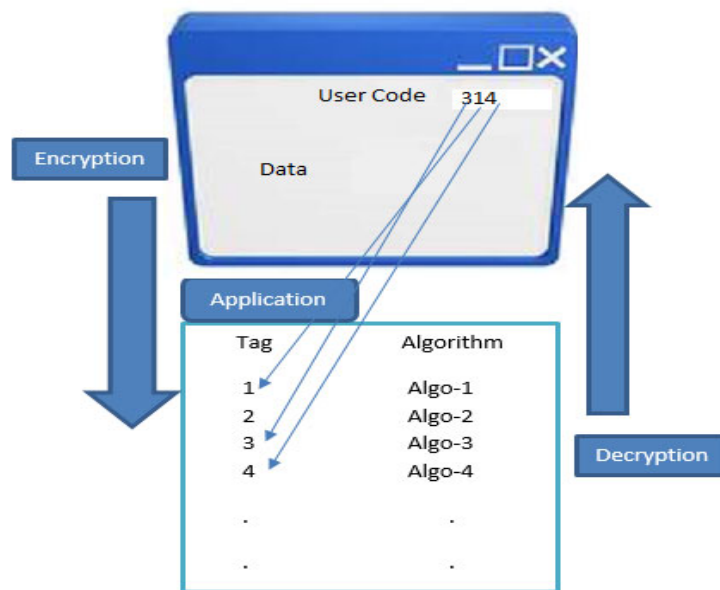 User Code 314
Encryption
Data
Application
Tag Algorithm
1 Algo-1
2 Algo-2
3 Algo-3
4 Algo-4
. .
. .
Decryption